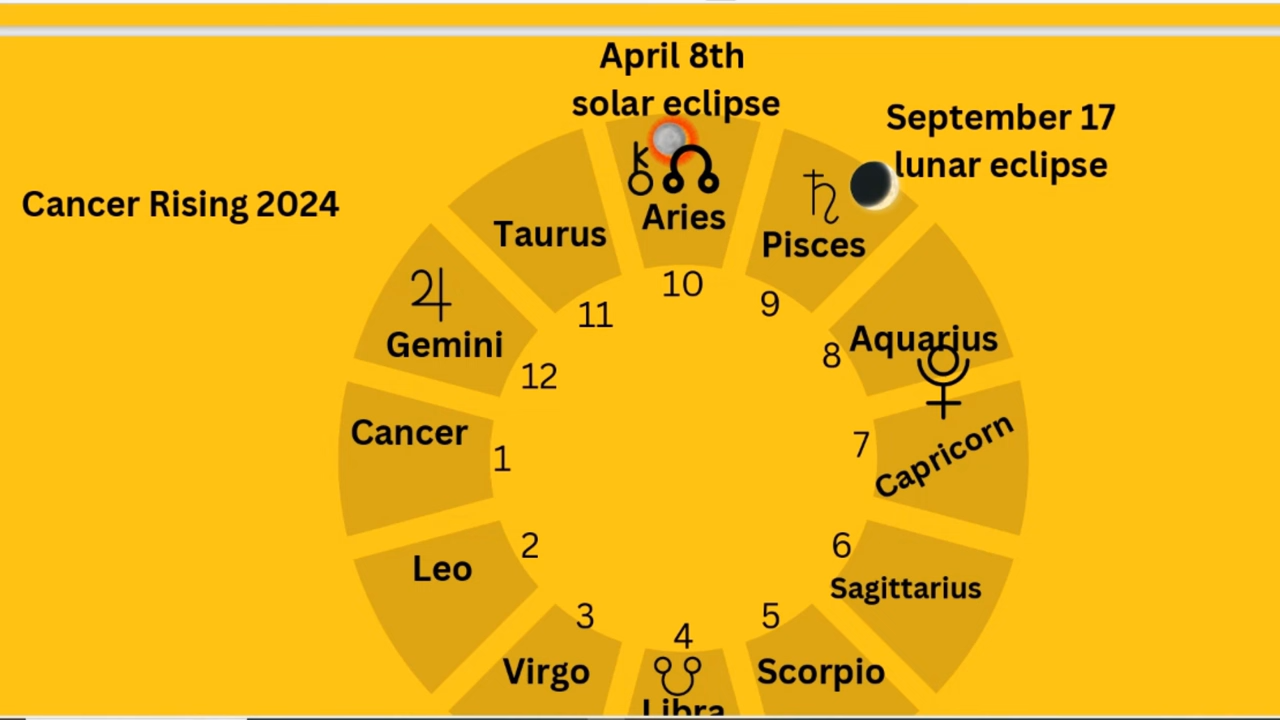 April 8th
solar eclipse
September 17
lunar eclipse
Cancer Rising 2024
Aries
Taurus
Pisces
10
11
9
Gemini
12
Aquarius
8
Cancer
1
7
Capricorn
2
6
Leo
Sagittarius
3
5
4
Virgo
Scorpio
Libra